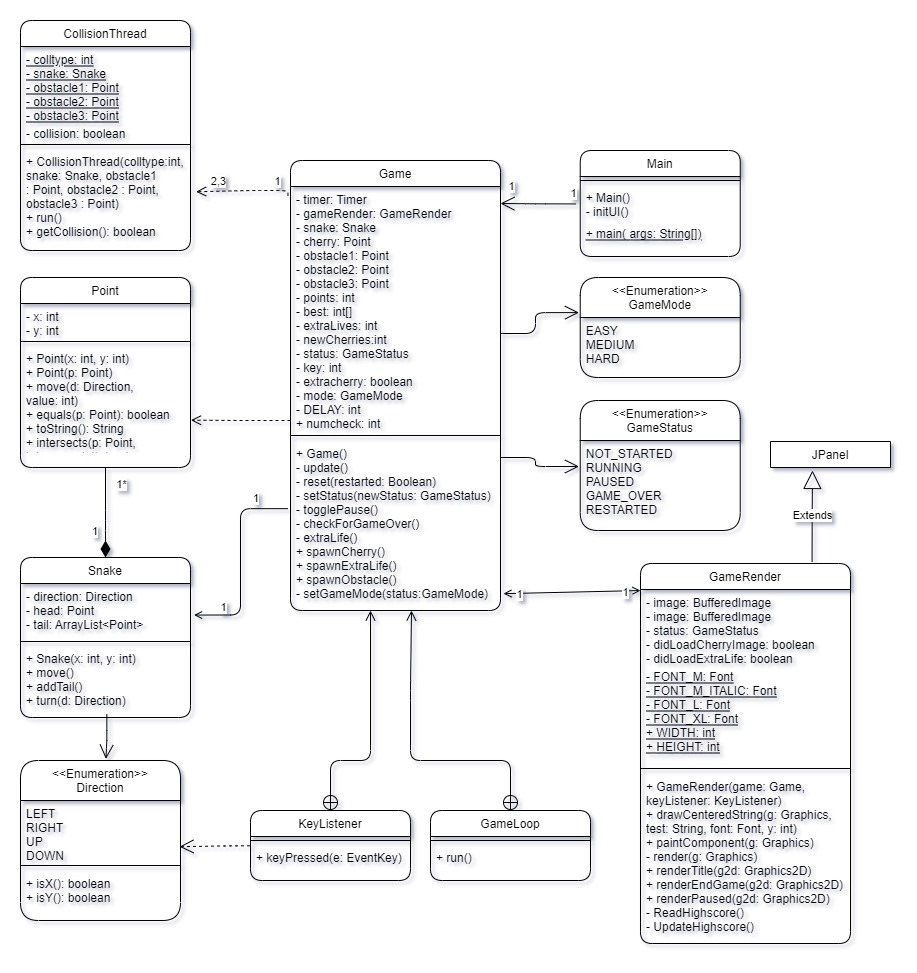 CollisionThread
- colltype: int
- snake: Snake
- obstacle1: Point
- obstacle2: Point
- obstacle3: Point
- collision: boolean
+ CollisionThread(colltype:int,
snake: Snake, obstacle1
: Point, obstacle2 : Point,
obstacle3 : Point)
+ run()
+ getCollision(): boolean
2,3
1
Game
- timer: Timer
- gameRender: GameRender
- snake: Snake
- cherry: Point
- obstacle1: Point
- obstacle2: Point
- obstacle3: Point
- points: int
- best: int[]
- extraLives: int
- newCherries:int
- status: GameStatus
- key: int
- extracherry: boolean
- mode: GameMode
- DELAY: int
+ numcheck: int
+ Game()
- update()
- reset(restarted: Boolean)
- setStatus(newStatus: GameStatus)
- togglePause()
- checkForGameOver()
- extraLife()
+ spawnCherry()
+ spawnExtraLife()
+ spawnObstacle()
- setGameMode(status:GameMode)
1
1
Main
+ Main()
- initUI()
+ main( args: String[])
Point
- x: int
- y: int
+ Point(x: int, y: int)
+ Point(p: Point)
+ move(d: Direction,
value: int)
+ equals(p: Point): boolean
+ toString(): String
+ intersects(p: Point,
<<Enumeration>>
GameMode
EASY
MEDIUM
HARD
<<Enumeration>>
GameStatus
NOT_STARTED
RUNNING
PAUSED
GAME_OVER
RESTARTED
JPanel
Extends
1*
1
1
1
Snake
- direction: Direction
- head: Point
- tail: ArrayList<Point>
+ Snake(x: int, y: int)
+ move()
+ addTail()
+ turn(d: Direction)
1
1
GameRender
- image: BufferedImage
- image: BufferedImage
- status: GameStatus
- didLoadCherryImage: boolean
- didLoadExtraLife: boolean
- FONT_M: Font
- FONT_M_ITALIC: Font
- FONT_L: Font
- FONT_XL: Font
+ WIDTH: int
+ HEIGHT: int
+ GameRender(game: Game,
keyListener: KeyListener)
+ drawCenteredString(g: Graphics,
test: String, font: Font, y: int)
+ paintComponent(g: Graphics)
- render(g: Graphics)
+ renderTitle(g2d: Graphics2D)
+ renderEndGame(g2d: Graphics2D)
+ renderPaused(g2d: Graphics2D)
- ReadHighscore()
- UpdateHighscore()
<<Enumeration>>
Direction
LEFT
RIGHT
UP
DOWN
+ isX(): boolean
+ isY(): boolean
KeyListener
+ keyPressed(e: EventKey)
GameLoop
+ run()